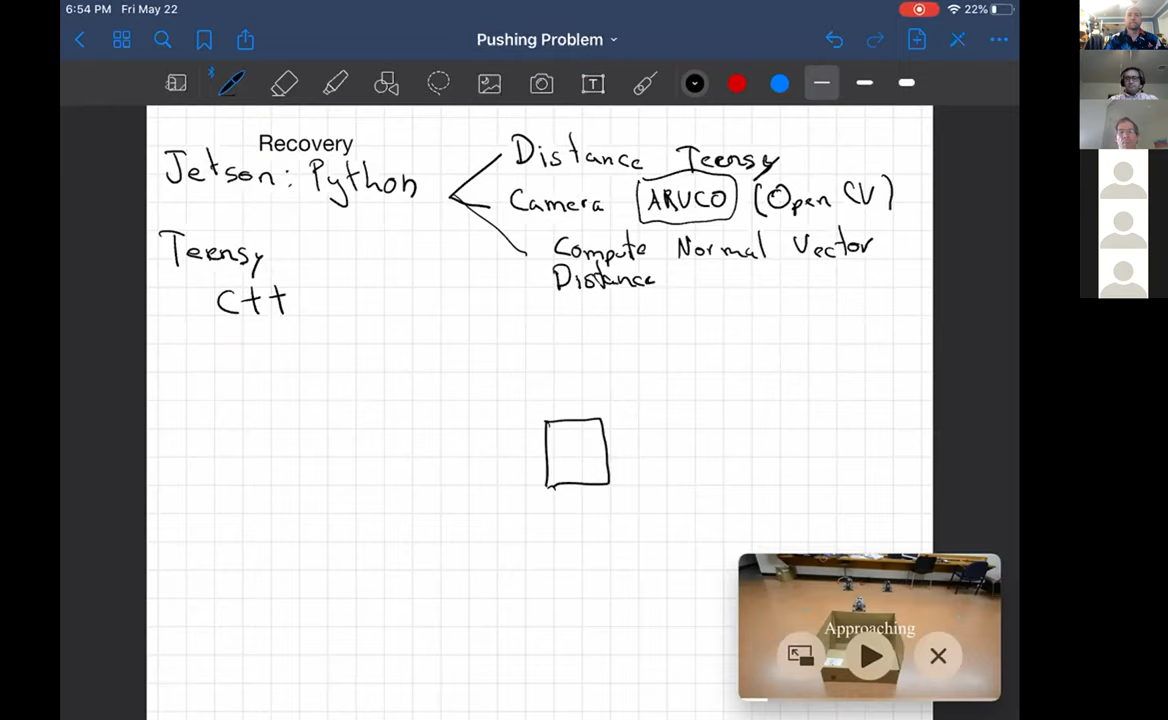 6:54 PM Fri May 22
22%
Pushing Problem
T
Recovery
Jetson: Python
Distance Teensy
Camera ARUCO (Open CV)
Compute Normal Vector
Distance
Teensy
C++
Approaching